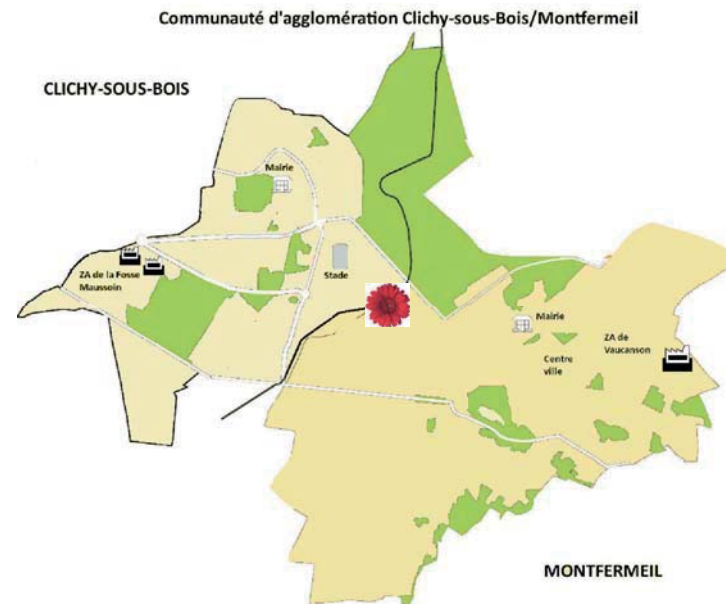 Communauté d'agglomération Clichy-sous-Bois/Montfermeil
CLICHY-SOUS-BOIS
Mairie
ZA de la Fosse
Maussoin
Stade
Mairie
Centre
ville
ZA de
Vaucanson
MONTFERMEIL